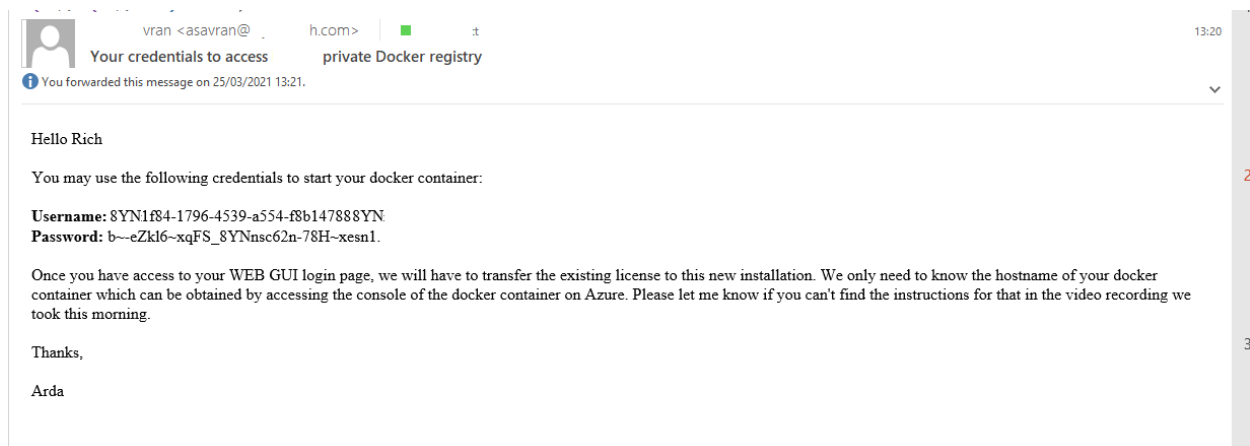 vran <asavran@ h.com>
13:20
Your credentials to access private Docker registry
You forwarded this message on 25/03/2021 13:21.
Hello Rich
You may use the following credentials to start your docker container:
Username: 8YN1f84-1796-4539-a554-f8b147888YN
Password: b~-eZkl6~xqFS_8YNnsc62n-78H~xesn1.
Once you have access to your WEB GUI login page, we will have to transfer the existing license to this new installation. We only need to know the hostname of your docker
container which can be obtained by accessing the console of the docker container on Azure. Please let me know if you can't find the instructions for that in the video recording we
took this morning.
Thanks,
Arda
2
3